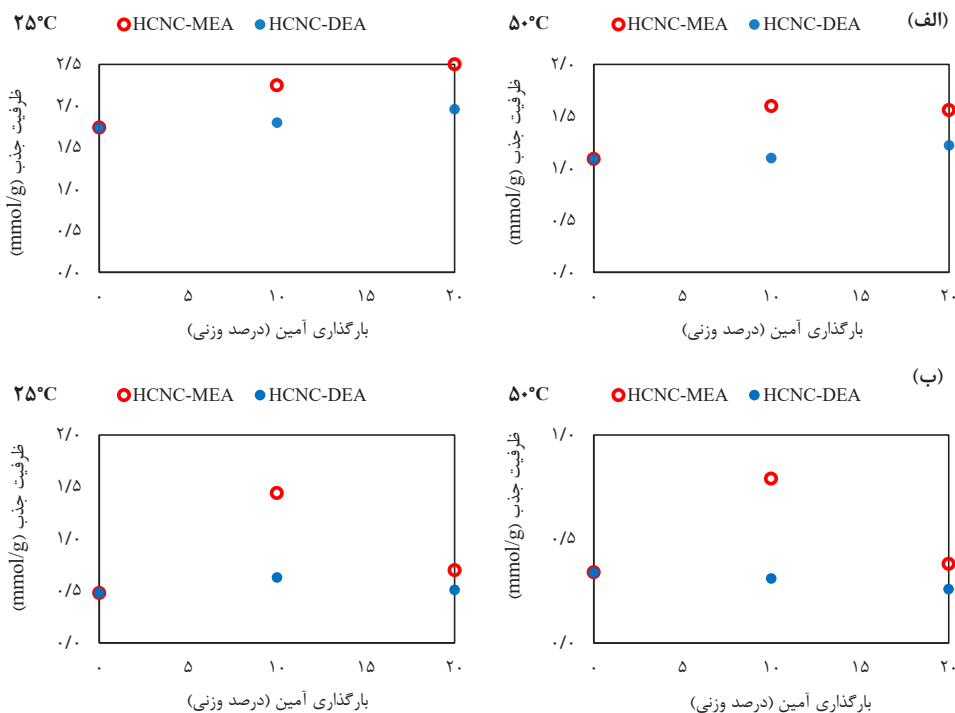 (الف)
۲۵°C HCNC-MEA HCNC-DEA
ظرفیت جذب (mmol/g)
۲/۵
۲/۰
۱/۵
۱/۰
۰/۵
۰/۰
۰ ۵ ۱۰ ۱۵ ۲۰
بارگذاری آمین (درصد وزنی)
۵۰°C HCNC-MEA HCNC-DEA
ظرفیت جذب (mmol/g)
۲/۰
۱/۵
۱/۰
۰/۵
۰/۰
۰ ۵ ۱۰ ۱۵ ۲۰
بارگذاری آمین (درصد وزنی)
(ب)
۲۵°C HCNC-MEA HCNC-DEA
ظرفیت جذب (mmol/g)
۲/۰
۱/۵
۱/۰
۰/۵
۰/۰
۰ ۵ ۱۰ ۱۵ ۲۰
بارگذاری آمین (درصد وزنی)
۵۰°C HCNC-MEA HCNC-DEA
ظرفیت جذب (mmol/g)
۱/۰
۰/۵
۰/۰
۰ ۵ ۱۰ ۱۵ ۲۰
بارگذاری آمین (درصد وزنی)